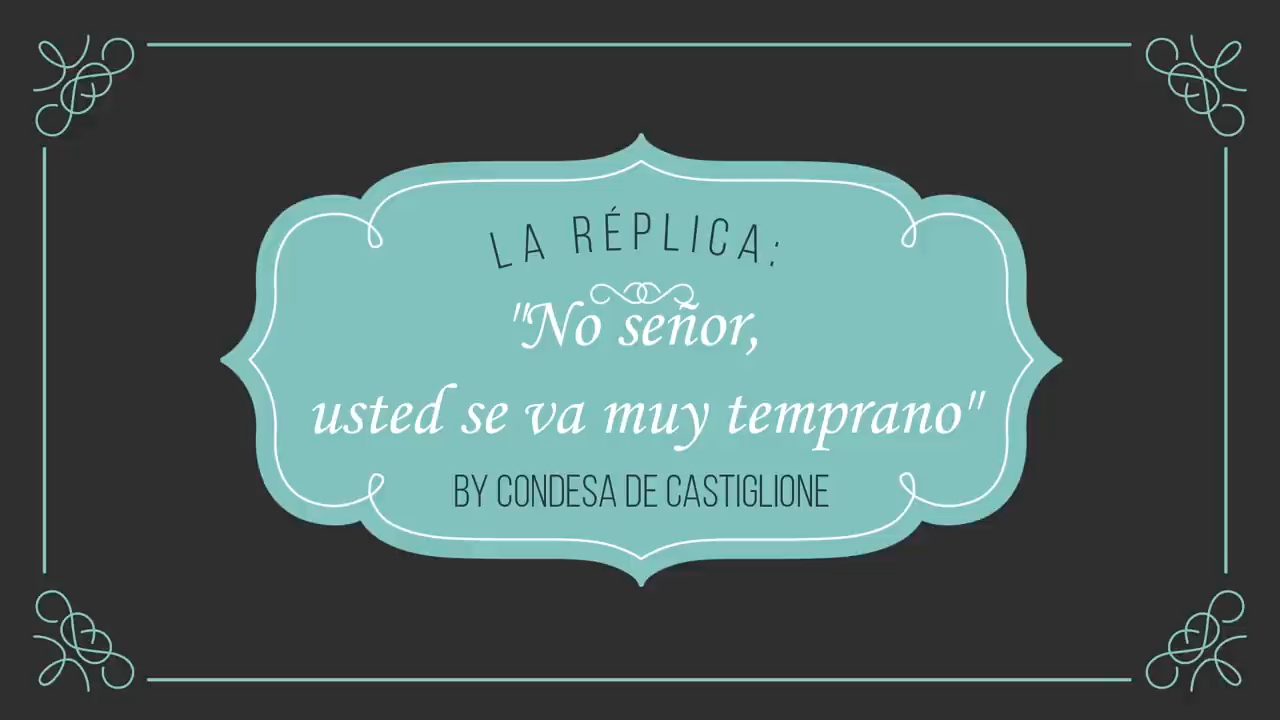 LA RÉPLICA:
"No señor,
usted se va muy temprano"
BY CONDESA DE CASTIGLIONE